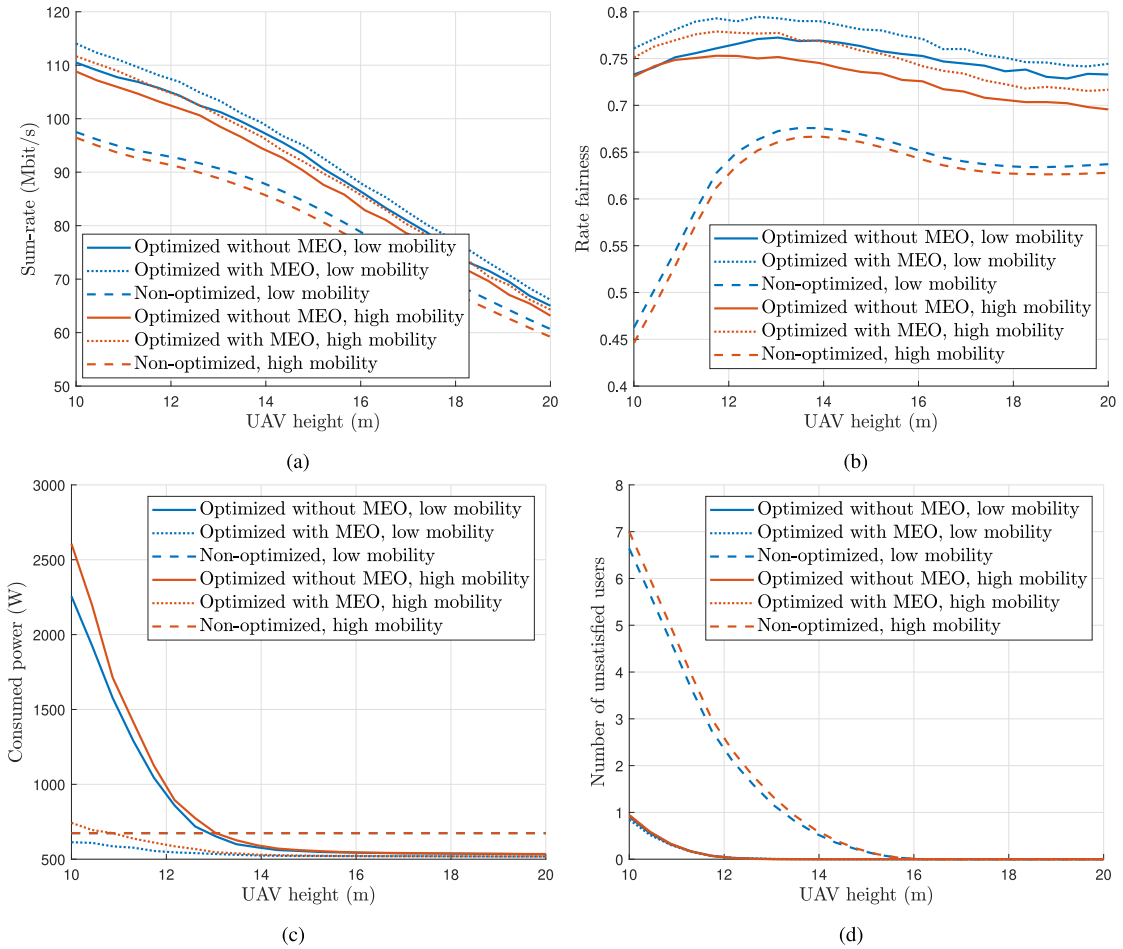 (a)
Sum-rate (Mbit/s)
120
110
100
90
80
70
60
50
Optimized without MEO, low mobility
Optimized with MEO, low mobility
Non-optimized, low mobility
Optimized without MEO, high mobility
Optimized with MEO, high mobility
Non-optimized, high mobility
10 12 14 16 18 20
UAV height (m)
(b)
Rate fairness
0.8
0.75
0.7
0.65
0.6
0.55
0.5
0.45
0.4
Optimized without MEO, low mobility
Optimized with MEO, low mobility
Non-optimized, low mobility
Optimized without MEO, high mobility
Optimized with MEO, high mobility
Non-optimized, high mobility
10 12 14 16 18 20
UAV height (m)
(c)
Consumed power (W)
3000
2500
2000
1500
1000
500
Optimized without MEO, low mobility
Optimized with MEO, low mobility
Non-optimized, low mobility
Optimized without MEO, high mobility
Optimized with MEO, high mobility
Non-optimized, high mobility
10 12 14 16 18 20
UAV height (m)
(d)
Number of unsatisfied users
8
7
6
5
4
3
2
1
0
Optimized without MEO, low mobility
Optimized with MEO, low mobility
Non-optimized, low mobility
Optimized without MEO, high mobility
Optimized with MEO, high mobility
Non-optimized, high mobility
10 12 14 16 18 20
UAV height (m)